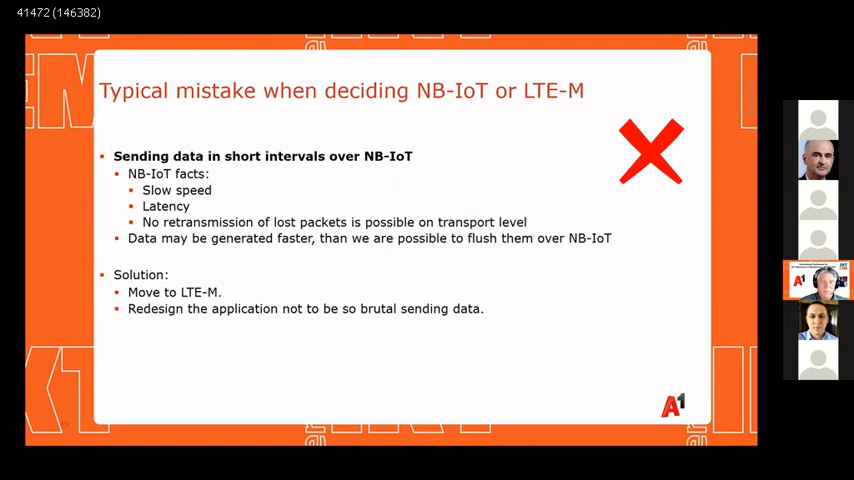 41472 (146382)
Typical mistake when deciding NB-IoT or LTE-M
Sending data in short intervals over NB-IoT
NB-IoT facts:
Slow speed
Latency
No retransmission of lost packets is possible on transport level
Data may be generated faster, than we are possible to flush them over NB-IoT
Solution:
Move to LTE-M.
Redesign the application not to be so brutal sending data.
A1
A1